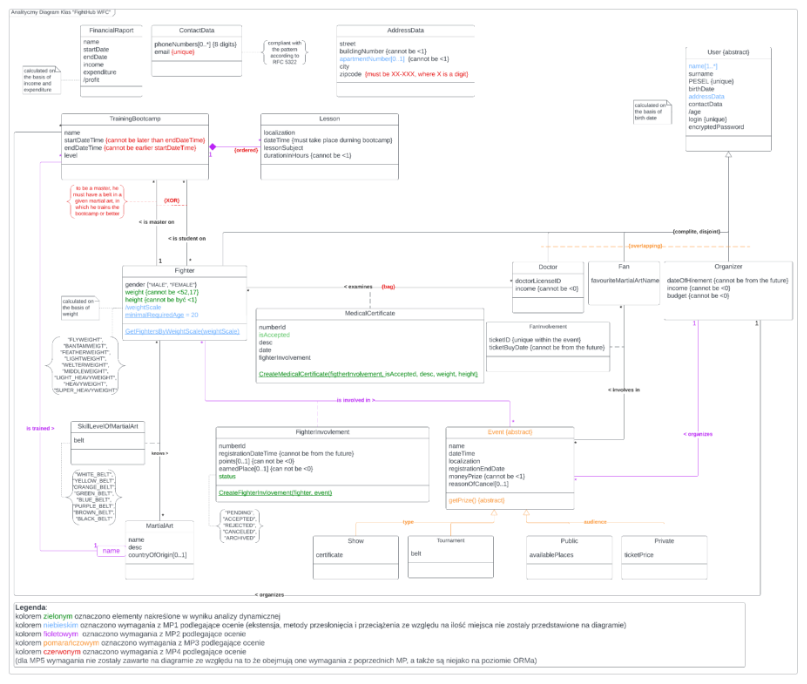 Analityczny Diagram Klas "FightHub WFC"
FinancialReport
name
startDate
endDate
income
expenditure
/profit
calculated on
the basis of
income and
expenditure
ContactData
phoneNumbers[0..*] {8.digits}
email {unique}
compliant with
the pattern
according to
RFC 5322
AddressData
street
buildingNumber {cannot be <1}
apartmentNumber[0..1] {cannot be <1}
city
zipcode {must be XX-XXX, where X is a digit}
User {abstract}
name[1..*]
surname
PESEL {unique}
birthDate
addressData
contactData
/age
login {unique}
encryptedPassword
calculated on
the basis of
birth date
TrainingBootcamp
name
startDateTime {cannot be later than endDateTime}
endDateTime {cannot be earlier startDateTime}
level
1
{ordered}
Lesson
localization
dateTime {must take place durning bootcamp}
lessonSubject
durationInHours {cannot be <1}
to be a master, he
must have a belt in a
given martial art, in
which he trains the
bootcamp or better
{XOR}
< is master on
< is student on
{complite, disjoint}
{overlapping}
Fighter
gender {"MALE", "FEMALE"}
weight {cannot be <52,17}
height {cannot be <1}
/weightScale
minimalRequiredAge = 20
GetFightersByWeightScale(weightScale)
calculated on
the basis of
weight
"FLYWEIGHT",
"BANTAMWEIGT",
"FEATHERWEIGHT",
"LIGHTWEIGHT",
"WELTERWEIGHT",
"MIDDLEWEIGHT",
"LIGHT_HEAVYWEIGHT",
"HEAVYWEIGHT",
"SUPER_HEAVYWEIGHT"
< examines
{bag}
Doctor
doctorLicenseID
income {cannot be <0}
Fan
favouriteMartialArtName
Organizer
dateOfHirement {cannot be from the future}
income {cannot be <0}
budget {cannot be <0}
MedicalCertificate
numberId
isAccepted
desc
date
fighterInvolvement
CreateMedicalCertificate(figtherInvolvement, isAccepted, desc, weight, height)
FanInvolvement
ticketID {unique within the event}
ticketBuyDate {cannot be from the future}
< involves in
is involved in >
< organizes
is trained >
SkillLevelOfMartialArt
belt
"WHITE_BELT",
"YELLOW_BELT",
"ORANGE_BELT",
"GREEN_BELT",
"BLUE_BELT",
"PURPLE_BELT",
"BROWN_BELT",
"BLACK_BELT"
FighterInvovlement
numberId
registrationDateTime {cannot be from the future}
points[0..1] {can not be <0}
earnedPlace[0..1] {can not be <0}
status
CreateFighterInvovlement(fighter, event)
"PENDING",
"ACCEPTED",
"REJECTED",
"CANCELED",
"ARCHIVED"
Event {abstract}
name
dateTime
localization
registrationEndDate
moneyPrize {cannot be <1}
reasonOfCancel[0..1]
getPrize() {abstract}
type
audience
MartialArt
name
desc
countryOfOrigin[0..1]
name
Show
certificate
Tournament
belt
Public
availablePlaces
Private
ticketPrice
< organizes
Legenda:
kolorem zielonym oznaczono elementy nakreślone w wyniku analizy dynamicznej
kolorem niebieskim oznaczono wymagania z MP1 podlegające ocenie (ekstensja, metody przesłonięcia i przeciążenia ze względu na ilość miejsca nie zostały przedstawione na diagramie)
kolorem fioletowym oznaczono wymagania z MP2 podlegające ocenie
kolorem pomarańczowym oznaczono wymagania z MP3 podlegające ocenie
kolorem czerwonym oznaczono wymagania z MP4 podlegające ocenie
(dla MP5 wymagania nie zostały zawarte na diagramie ze względu na to że obejmują one wymagania z poprzednich MP, a także są niejako na poziomie ORMa)